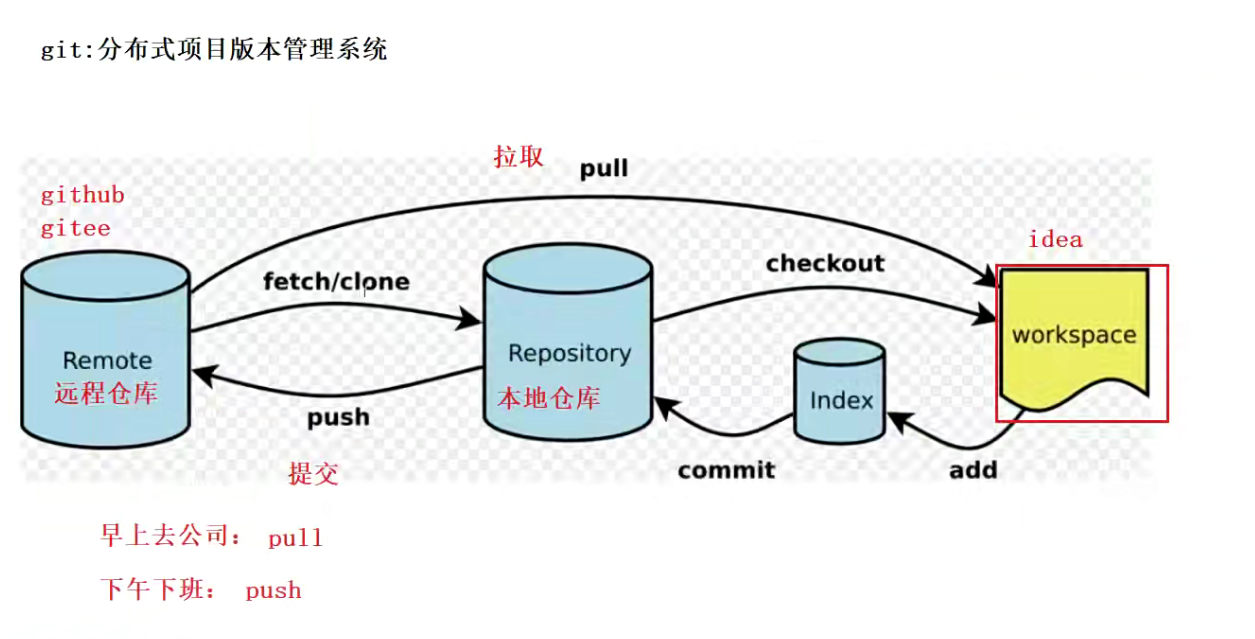 git:分布式项目版本管理系统
拉取
pull
github
gitee
idea
fetch/clone
checkout
workspace
Remote
远程仓库
Repository
本地仓库
Index
push
commit
add
提交
早上去公司： pull
下午下班： push